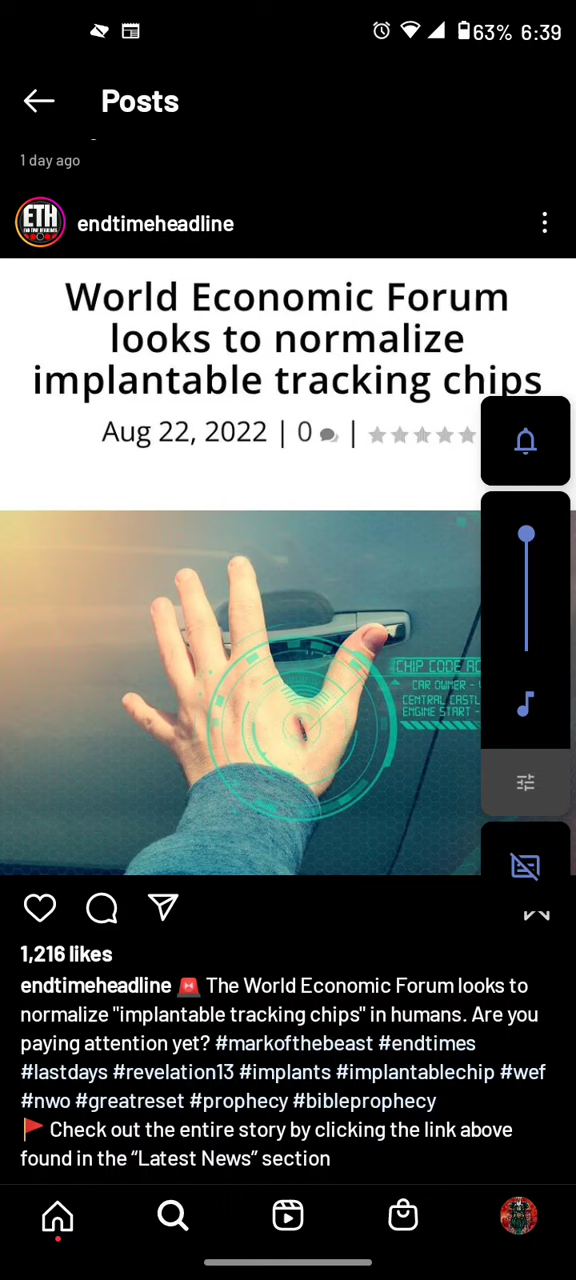 63% 6:39
Posts
1 day ago
ETH
endtimeheadline
World Economic Forum
looks to normalize
implantable tracking chips
Aug 22, 2022 | 0 |
CHIP CODE AC
CAR OWNER -
CENTRAL CASTL
ENGINE START -
1,216 likes
endtimeheadline 🚨 The World Economic Forum looks to
normalize "implantable tracking chips" in humans. Are you
paying attention yet? #markofthebeast #endtimes
#lastdays #revelation13 #implants #implantablechip #wef
#nwo #greatreset #prophecy #bibleprophecy
🚩 Check out the entire story by clicking the link above
found in the “Latest News” section